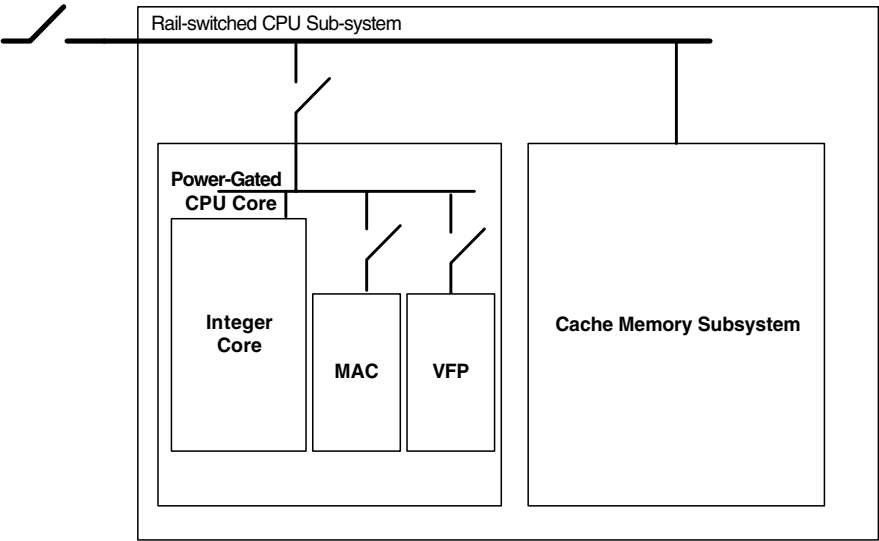 Rail-switched CPU Sub-system
Power-Gated
CPU Core
Integer
Core
MAC
VFP
Cache Memory Subsystem